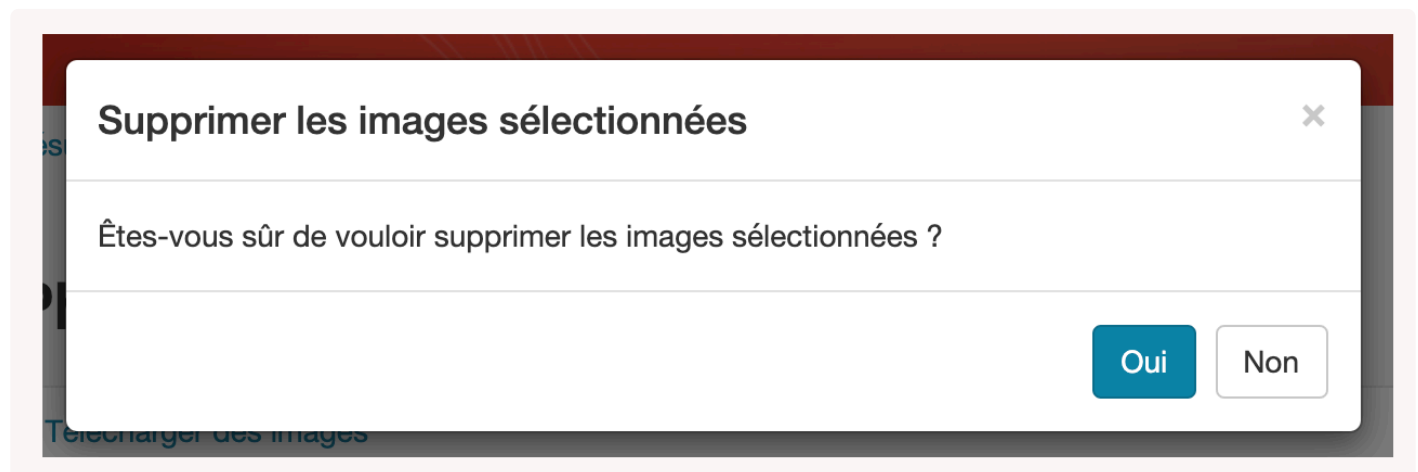 Supprimer les images sélectionnées ×
Êtes-vous sûr de vouloir supprimer les images sélectionnées ?
Oui Non
Télécharger des images